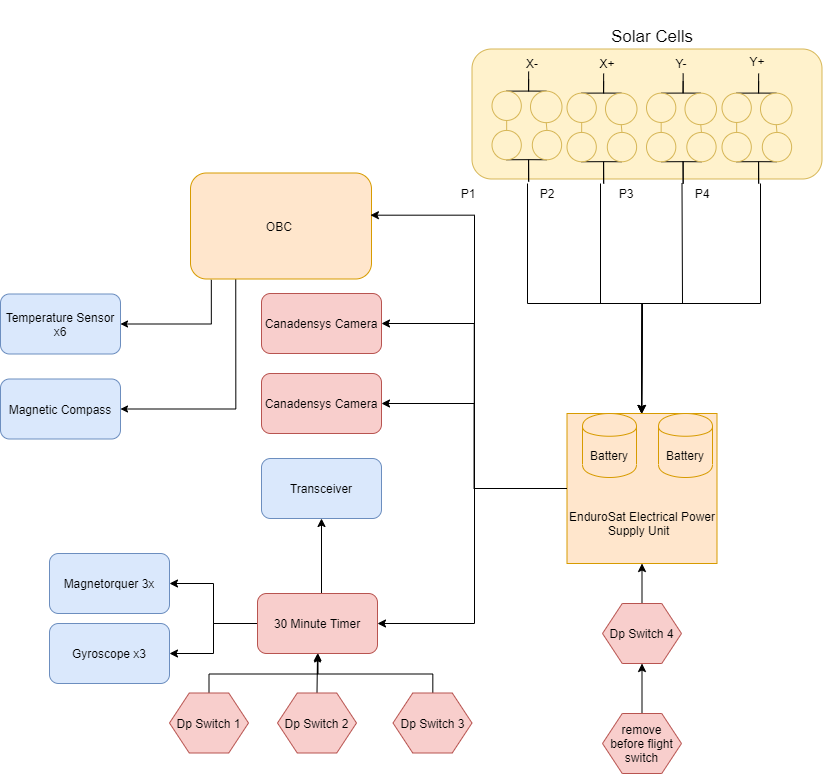 Solar Cells
X-
X+
Y-
Y+
P1
P2
P3
P4
OBC
Temperature Sensor
x6
Canadensys Camera
Magnetic Compass
Canadensys Camera
Battery
Battery
Transceiver
EnduroSat Electrical Power
Supply Unit
Magnetorquer 3x
30 Minute Timer
Dp Switch 4
Gyroscope x3
Dp Switch 1
Dp Switch 2
Dp Switch 3
remove
before flight
switch